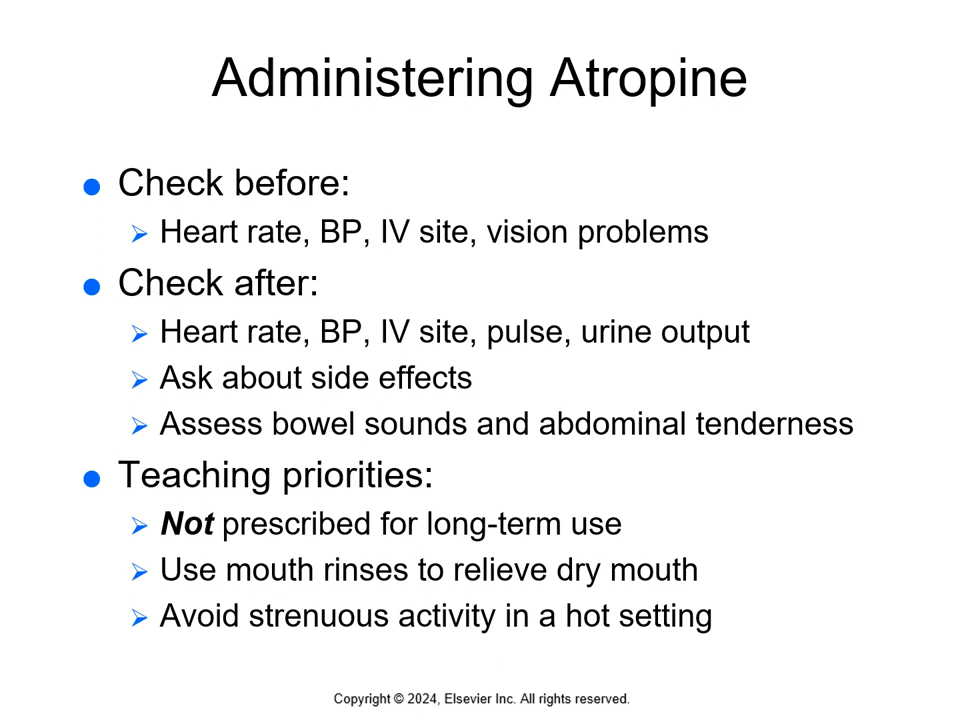 Administering Atropine
Check before:
Heart rate, BP, IV site, vision problems
Check after:
Heart rate, BP, IV site, pulse, urine output
Ask about side effects
Assess bowel sounds and abdominal tenderness
Teaching priorities:
Not prescribed for long-term use
Use mouth rinses to relieve dry mouth
Avoid strenuous activity in a hot setting
Copyright © 2024, Elsevier Inc. All rights reserved.